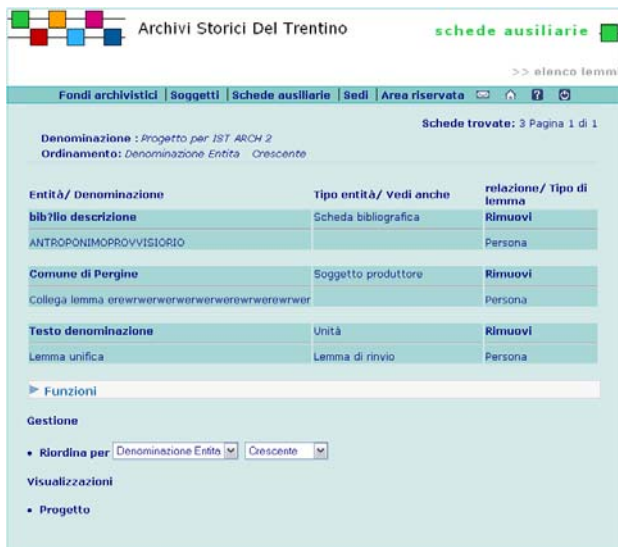 Archivi Storici Del Trentino
schede ausiliarie
>> elenco lemmi
Fondi archivistici | Soggetti | Schede ausiliarie | Sedi | Area riservata
Schede trovate: 3 Pagina 1 di 1
Denominazione : Progetto per IST ARCH 2
Ordinamento: Denominazione Entita Crescente
Entità/ Denominazione Tipo entità/ Vedi anche relazione/ Tipo di lemma
bib?lio descrizione Scheda bibliografica Rimuovi
ANTROPONIMOPROVVISIORIO Persona
Comune di Pergine Soggetto produttore Rimuovi
Collega lemma erewrwerwerwerwerwerewrwerewrwer Persona
Testo denominazione Unità Rimuovi
Lemma unifica Lemma di rinvio Persona
Funzioni
Gestione
• Riordina per Denominazione Entita Crescente
Visualizzazioni
• Progetto